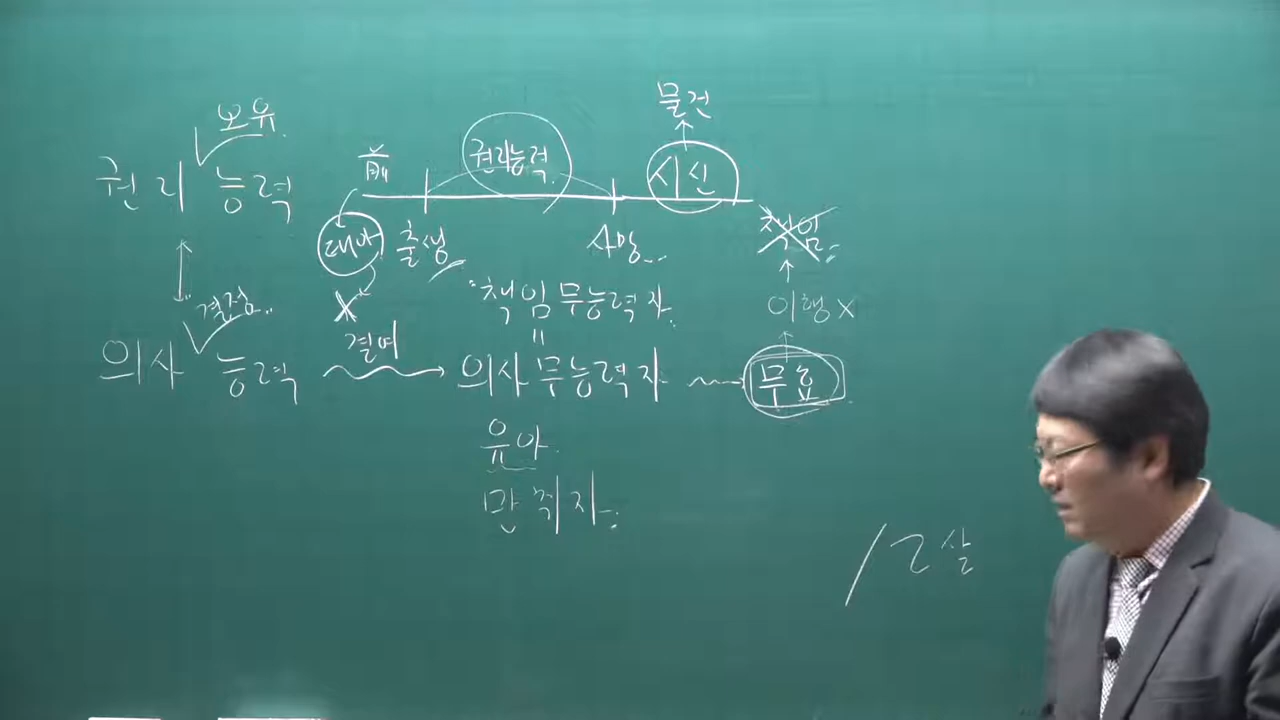 보유.
권리 능력
前
권리능력
물건
시신
태아
출생
사망...
책임
X
결정..
의사 능력
결여
책임무능력자.
=
의사 무능력자
이행 X
무효
유아.
만취자.
12살